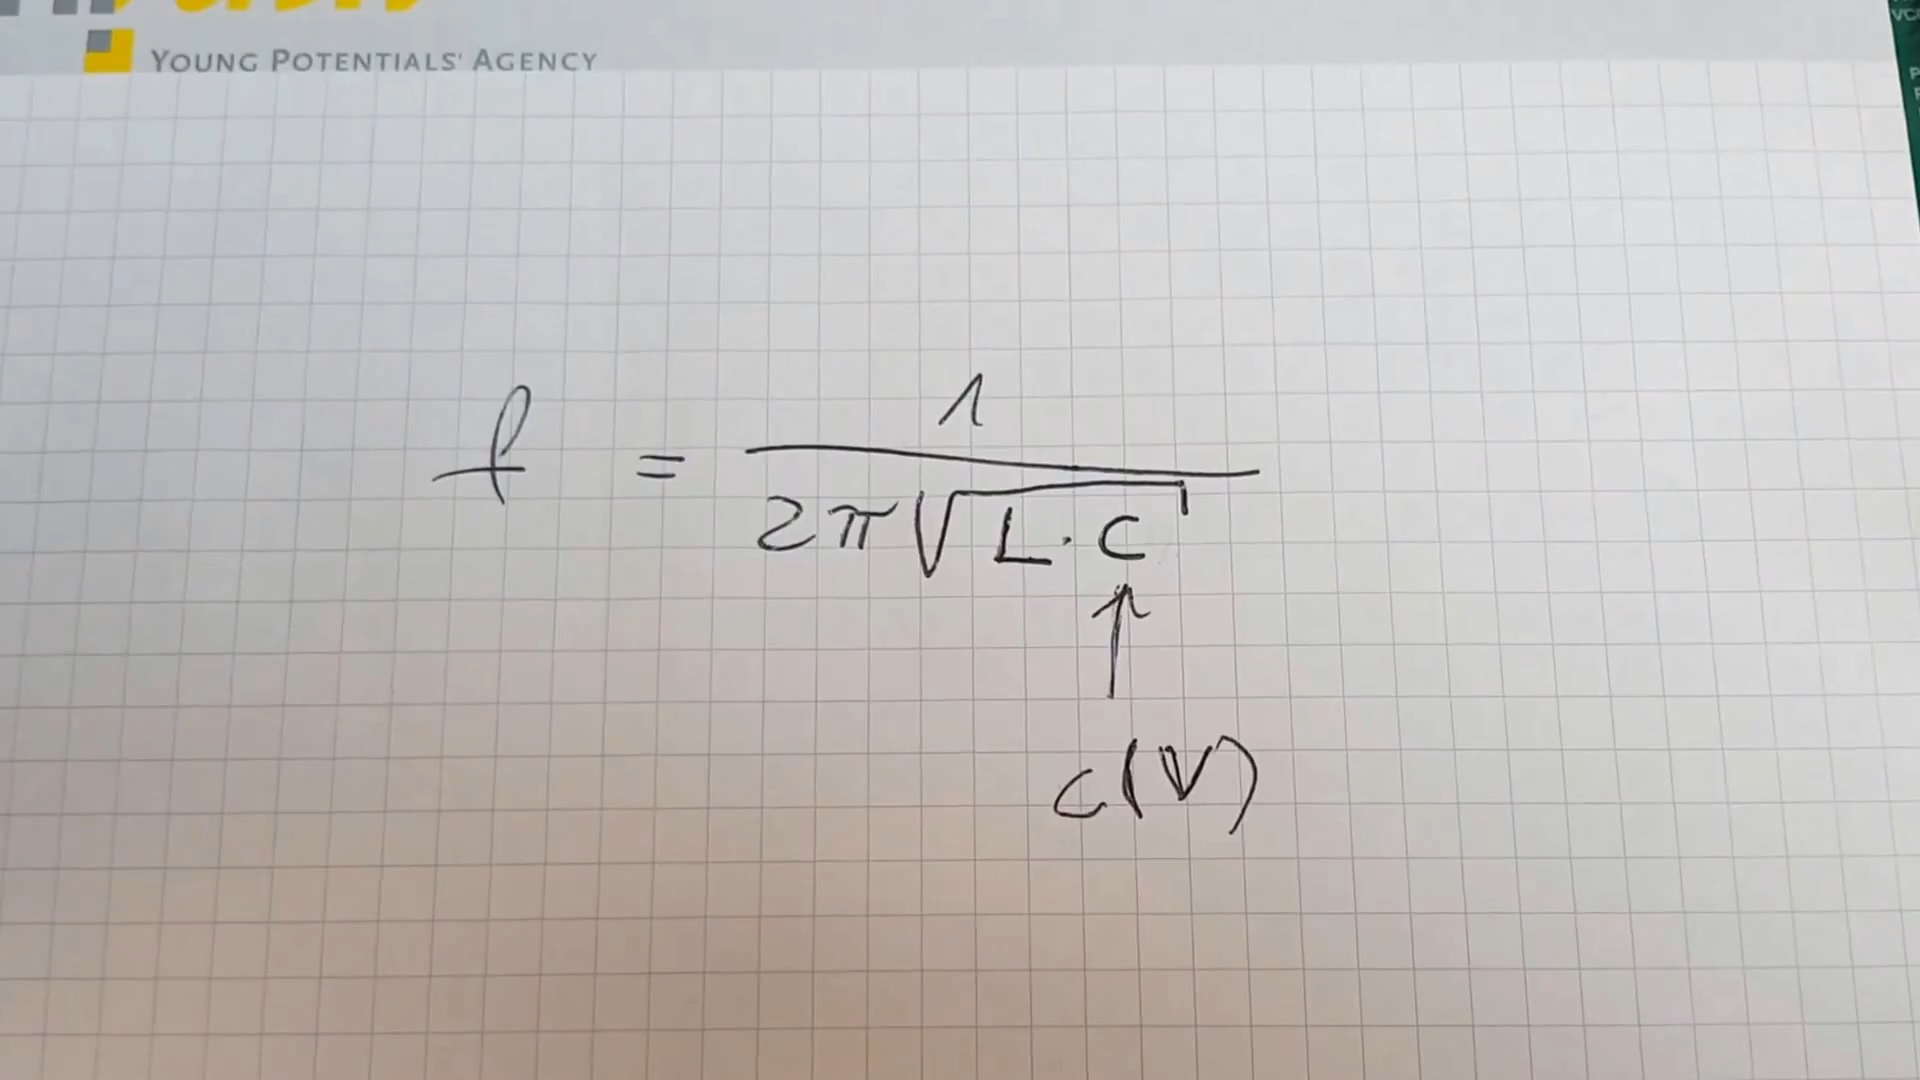 YOUNG POTENTIALS' AGENCY
f = 1
2π√L·C
C(V)